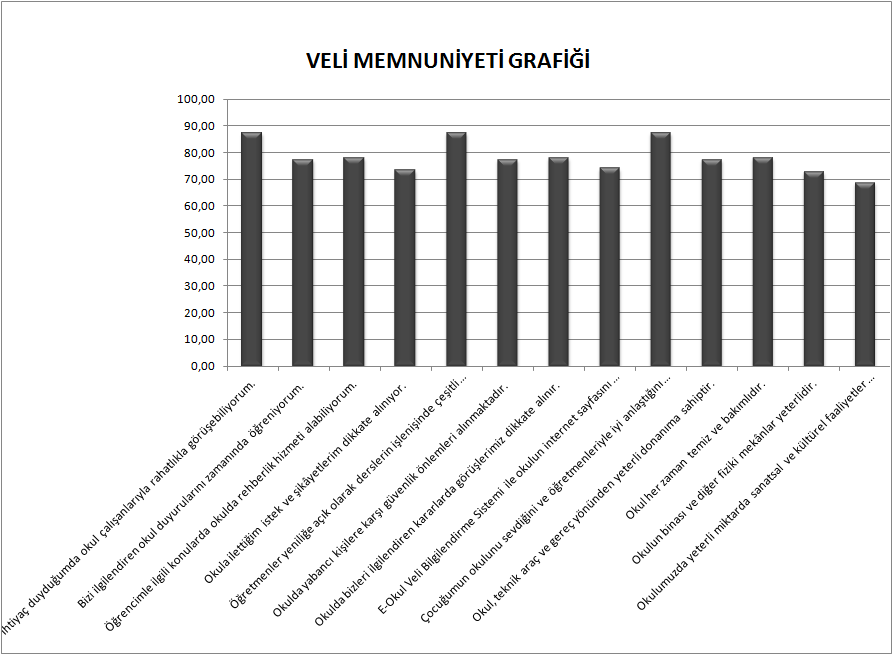 VELİ MEMNUNİYETİ GRAFİĞİ
100,00
90,00
80,00
70,00
60,00
50,00
40,00
30,00
20,00
10,00
0,00
ihtiyaç duyduğumda okul çalışanlarıyla rahatlıkla görüşebiliyorum.
Bizi ilgilendiren okul duyurularını zamanında öğreniyorum.
Öğrencimle ilgili konularda okulda rehberlik hizmeti alabiliyorum.
Okula ilettiğim istek ve şikâyetlerim dikkate alınıyor.
Öğretmenler yeniliğe açık olarak derslerin işlenişinde çeşitli...
Okulda yabancı kişilere karşı güvenlik önlemleri alınmaktadır.
Okulda bizleri ilgilendiren kararlarda görüşlerimiz dikkate alınır.
E-Okul Veli Bilgilendirme Sistemi ile okulun internet sayfasını...
Çocuğumun okulunu sevdiğini ve öğretmenleriyle iyi anlaştığını...
Okul, teknik araç ve gereç yönünden yeterli donanıma sahiptir.
Okul her zaman temiz ve bakımlıdır.
Okulun binası ve diğer fiziki mekânlar yeterlidir.
Okulumuzda yeterli miktarda sanatsal ve kültürel faaliyetler...